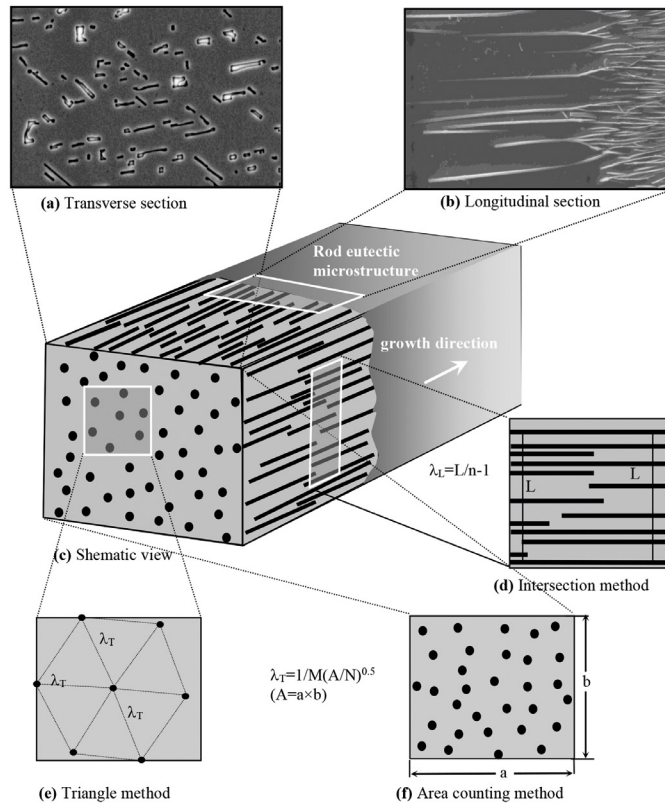 (a) Transverse section
(b) Longitudinal section
Rod eutectic
microstructure
growth direction
λL=L/n-1
L
L
(c) Shematic view
(d) Intersection method
λT
λT
λT
λT=1/M(A/N)0.5
(A=a×b)
b
a
(e) Triangle method
(f) Area counting method